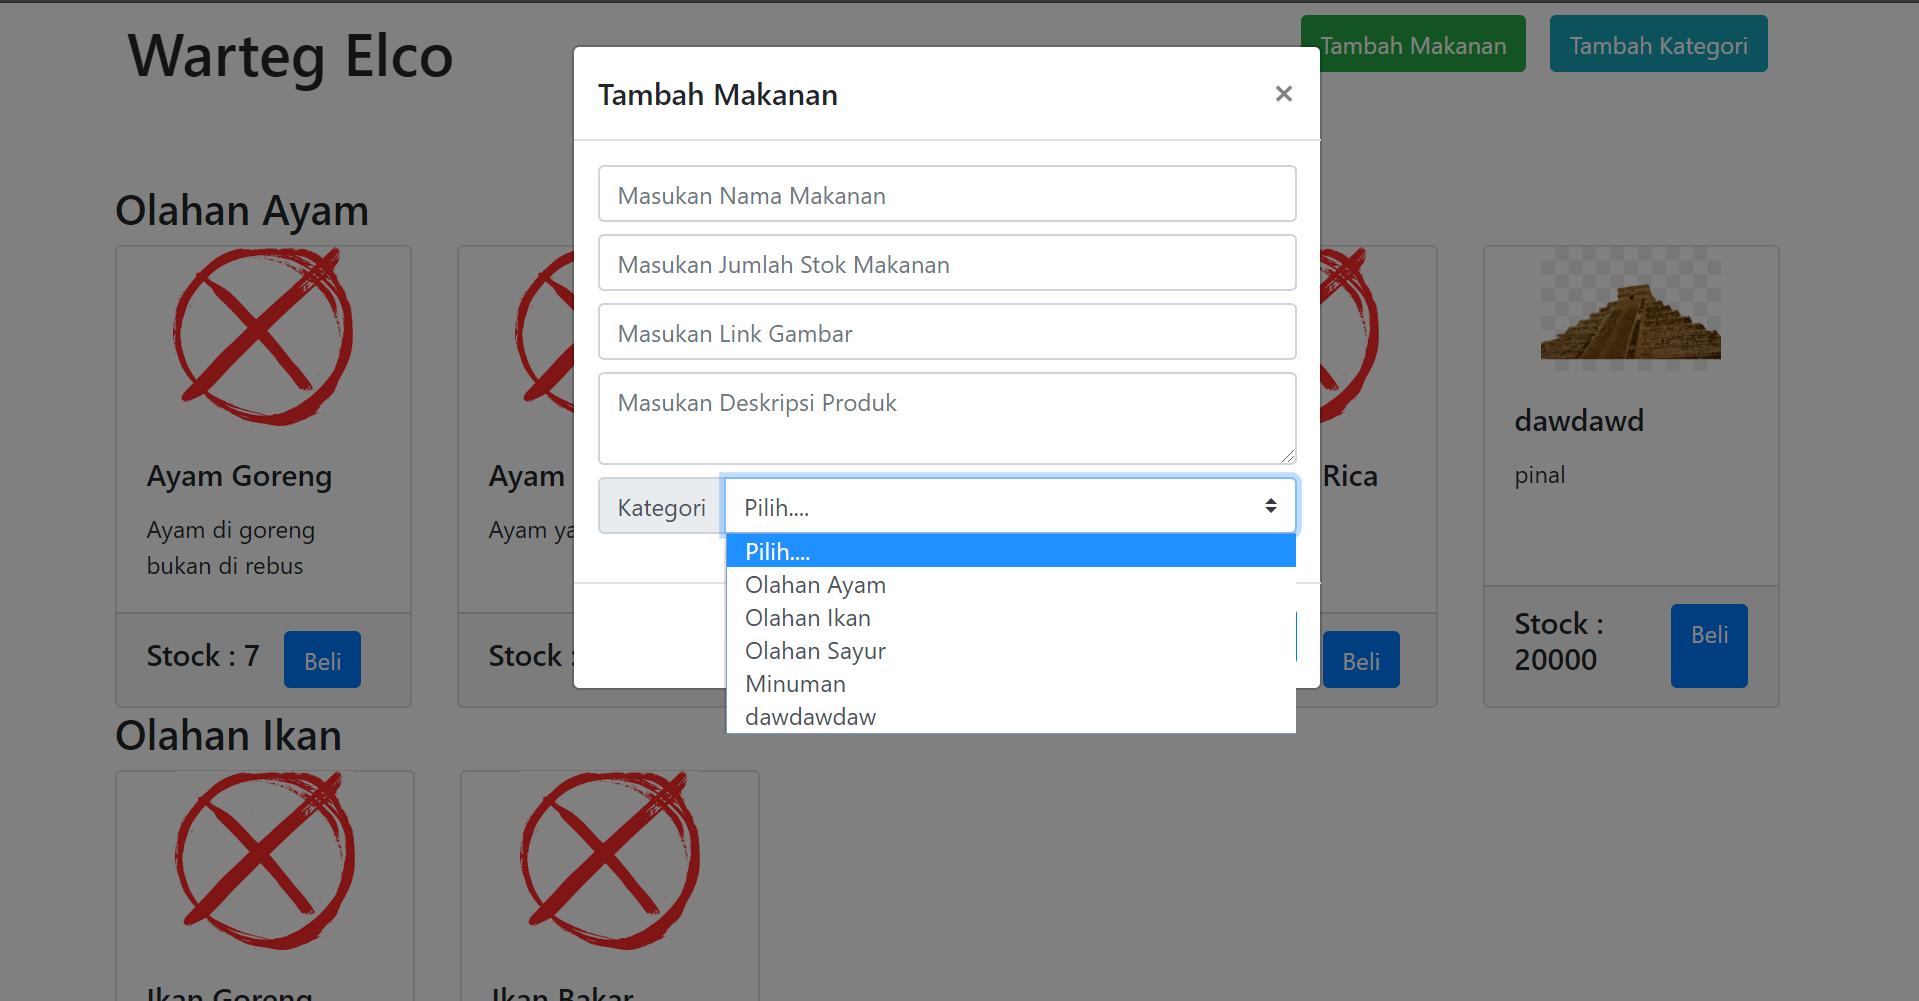 Warteg Elco
Tambah Makanan
Tambah Kategori
Tambah Makanan
×
Masukan Nama Makanan
Masukan Jumlah Stok Makanan
Masukan Link Gambar
Masukan Deskripsi Produk
Kategori
Pilih....
Pilih....
Olahan Ayam
Olahan Ikan
Olahan Sayur
Minuman
dawdawdaw
Olahan Ayam
Ayam Goreng
Ayam di goreng
bukan di rebus
Stock : 7
Beli
Ayam
Ayam ya
Stock :
Rica
Beli
dawdawd
pinal
Stock :
20000
Beli
Olahan Ikan
Ikan Goreng
Ikan Bakar